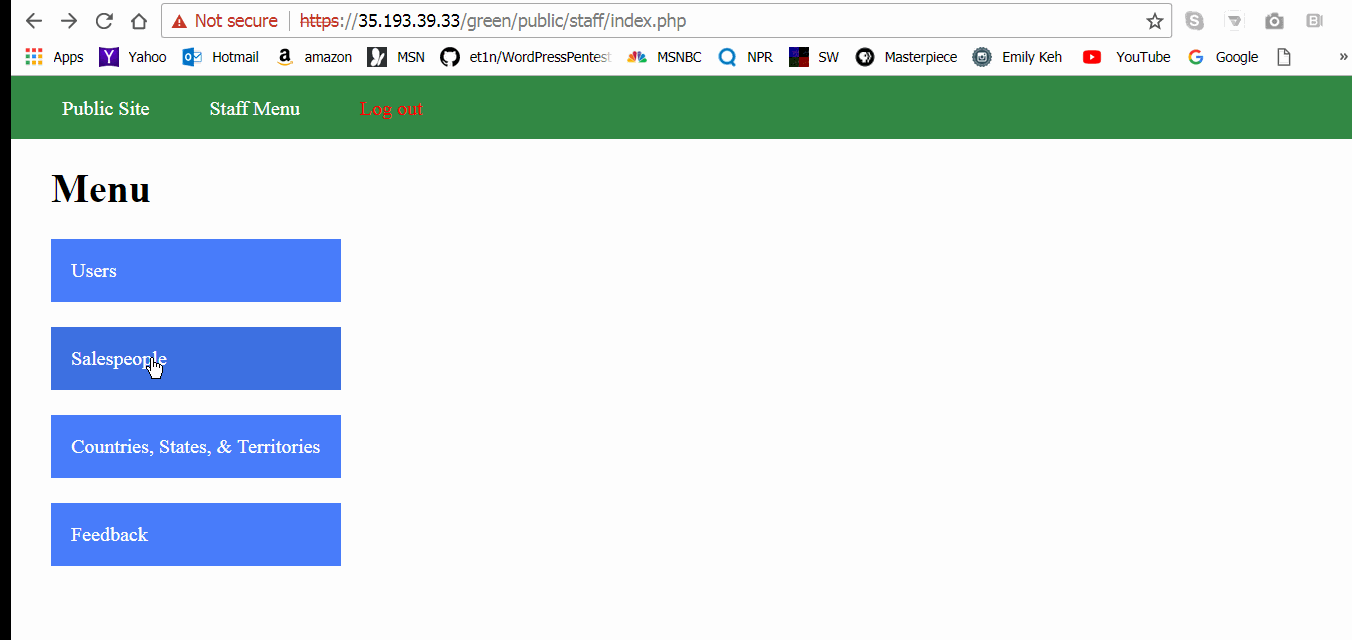 Not secure https://35.193.39.33/green/public/staff/index.php
Apps Yahoo Hotmail amazon MSN et1n/WordPressPentest MSNBC NPR SW Masterpiece Emily Keh YouTube Google »
Public Site Staff Menu Log out
Menu
Users
Salespeople
Countries, States, & Territories
Feedback